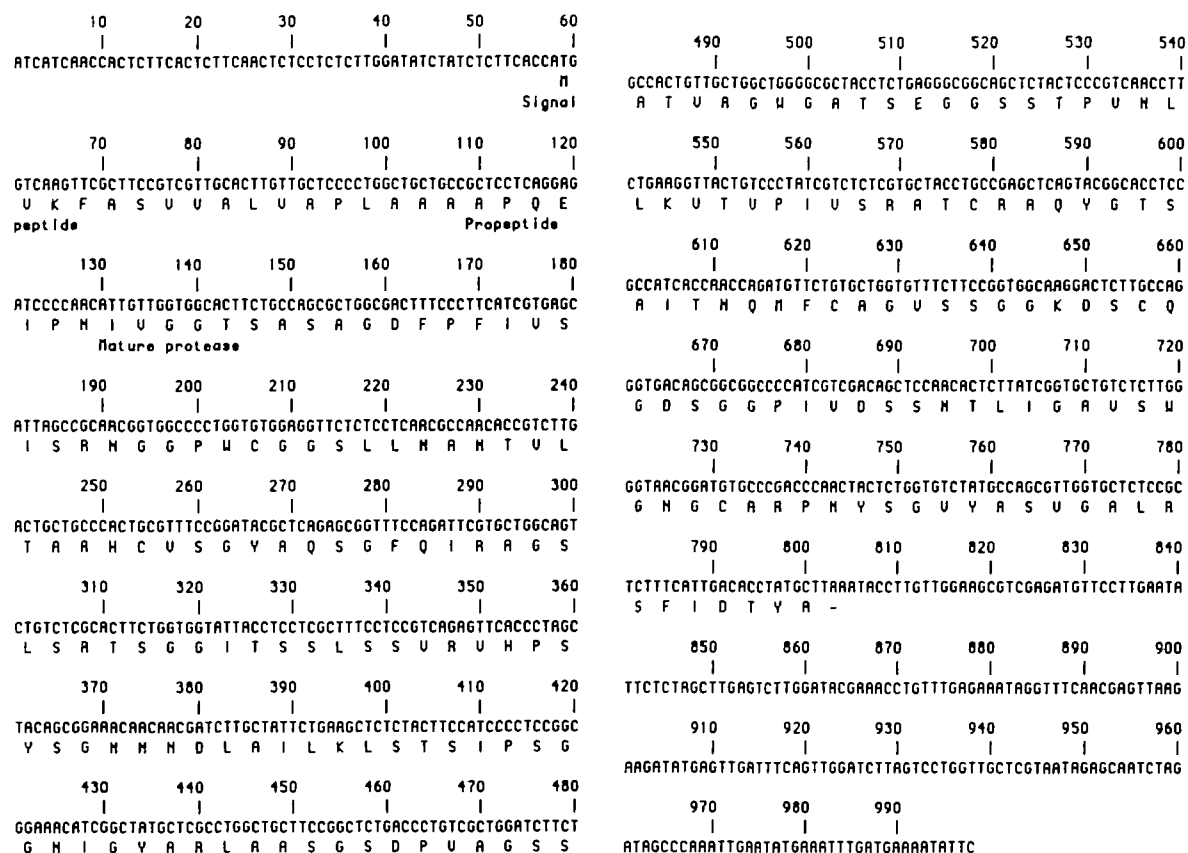 10 20 30 40 50 60
ATCATCAACCACTCTTCACTCTTCAACTCTCCTCTCTTGGATATCTATCTCTTCACCATG
M
Signal
70 80 90 100 110 120
GTCAAGTTCGCTTCCGTCGTTGCACTTGTTGCTCCCCTGGCTGCTGCCGCTCCTCAGGAG
V K F A S V V A L V A P L A A A A P Q E
peptide Propeptide
130 140 150 160 170 180
ATCCCCAACATTGTTGGTGGCACTTCTGCCAGCGCTGGCGACTTTCCCTTCATCGTGAGC
I P N I V G G T S A S A G D F P F I V S
Mature protease
190 200 210 220 230 240
ATTAGCCGCAACGGTGGCCCCTGGTGTGGAGGTTCTCTCCTCAACGCCAACACCGTCTTG
I S R N G G P W C G G S L L N A N T V L
250 260 270 280 290 300
ACTGCTGCCCACTGCGTTTCCGGATACGCTCAGAGCGGTTTCCAGATTCGTGCTGGCAGT
T A A H C V S G Y A Q S G F Q I R A G S
310 320 330 340 350 360
CTGTCTCGCACTTCTGGTGGTATTACCTCCTCGCTTTCCTCCGTCAGAGTTCACCCTAGC
L S R T S G G I T S S L S S V R V H P S
370 380 390 400 410 420
TACAGCGGAAACAACAACGATCTTGCTATTCTGAAGCTCTCTACTTCCATCCCCTCCGGC
Y S G N N N D L A I L K L S T S I P S G
430 440 450 460 470 480
GGAAACATCGGCTATGCTCGCCTGGCTGCTTCCGGCTCTGACCCTGTCGCTGGATCTTCT
G N I G Y A R L A A S G S D P V A G S S
490 500 510 520 530 540
GCCACTGTTGCTGGCTGGGGCGCTACCTCTGAGGGCGGCAGCTCTACTCCCGTCAACCTT
A T V A G W G A T S E G G S S T P V N L
550 560 570 580 590 600
CTGAAGGTTACTGTCCCTATCGTCTCTCGTGCTACCTGCCGAGCTCAGTACGGCACCTCC
L K V T V P I V S R A T C R A Q Y G T S
610 620 630 640 650 660
GCCATCACCAACCAGATGTTCTGTGCTGGTGTTTCTTCCGGTGGCAAGGACTCTTGCCAG
A I T N Q M F C A G V S S G G K D S C Q
670 680 690 700 710 720
GGTGACAGCGGCGGCCCCATCGTCGACAGCTCCAACACTCTTATCGGTGCTGTCTCTTGG
G D S G G P I V D S S N T L I G A V S W
730 740 750 760 770 780
GGTAACGGATGTGCCCGACCCAACTACTCTGGTGTCTATGCCAGCGTTGGTGCTCTCCGC
G N G C A R P N Y S G V Y A S V G A L R
790 800 810 820 830 840
TCTTTCATTGACACCTATGCTTAAATACCTTGTTGGAAGCGTCGAGATGTTCCTTGAATA
S F I D T Y A -
850 860 870 880 890 900
TTCTCTAGCTTGAGTCTTGGATACGAAACCTGTTTGAGAAATAGGTTTCAACGAGTTAAG
910 920 930 940 950 960
AAGATATGAGTTGATTTCAGTTGGATCTTAGTCCTGGTTGCTCGTAATAGAGCAATCTAG
970 980 990
ATAGCCCAAATTGAATATGAAATTTGATGAAAATATTC